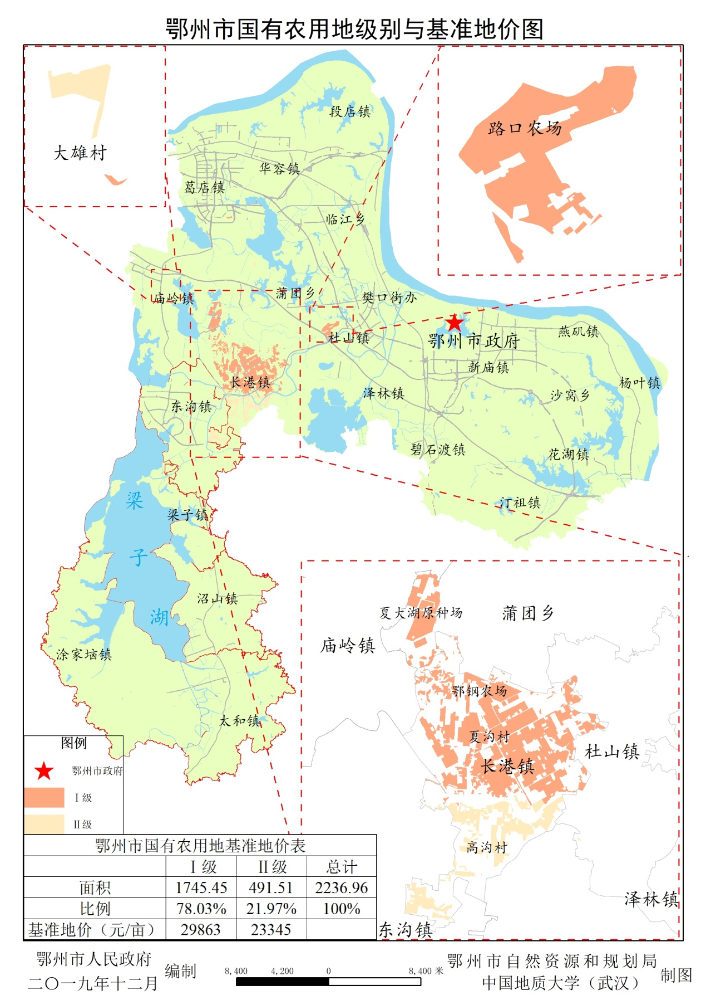 鄂州市国有农用地级别与基准地价图
大雄村
路口农场
段店镇
华容镇
葛店镇
临江乡
庙岭镇
蒲团乡
樊口街办
杜山镇
鄂州市政府
燕矶镇
新庙镇
长港镇
泽林镇
沙窝乡
杨叶镇
东沟镇
碧石渡镇
花湖镇
汀祖镇
梁子镇
梁
子
湖
沼山镇
涂家垴镇
太和镇
夏大湖原种场
蒲团乡
庙岭镇
鄂钢农场
夏沟村
长港镇
杜山镇
高沟村
泽林镇
东沟镇
图例
鄂州市政府
Ⅰ级
Ⅱ级
鄂州市国有农用地基准地价表
Ⅰ级 Ⅱ级 总计
面积 1745.45 491.51 2236.96
比例 78.03% 21.97% 100%
基准地价（元/亩） 29863 23345
鄂州市人民政府
二〇一九年十二月
编制
8,400 4,200 0 8,400 米
鄂州市自然资源和规划局
中国地质大学（武汉）
制图